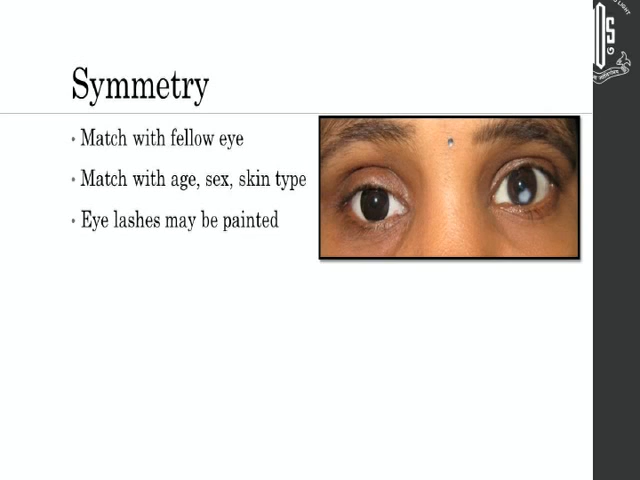 Symmetry
• Match with fellow eye
• Match with age, sex, skin type
• Eye lashes may be painted